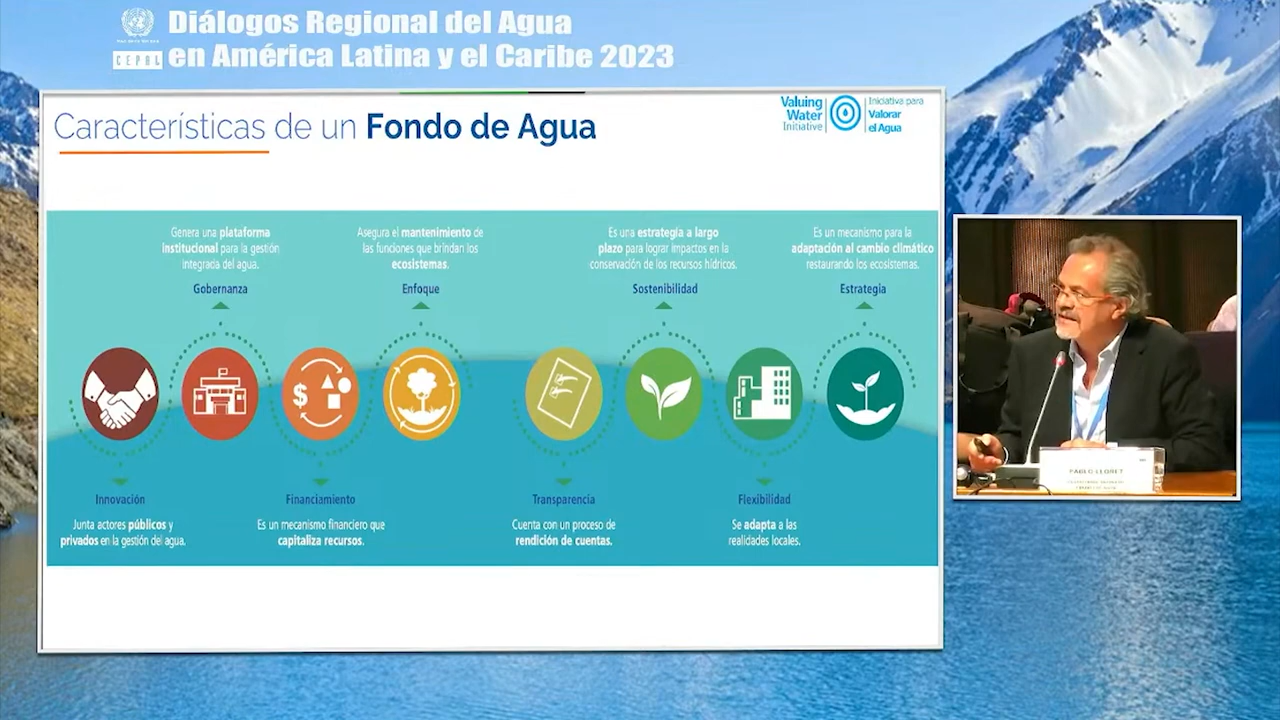 Diálogos Regional del Agua
en América Latina y el Caribe 2023
CEPAL
Características de un Fondo de Agua
Valuing
Water
Initiative
Iniciativa para
Valorar
el Agua
Genera una plataforma
institucional para la gestión
integrada del agua.
Gobernanza
Asegura el mantenimiento de
las funciones que brindan los
ecosistemas.
Enfoque
Es una estrategia a largo
plazo para lograr impactos en la
conservación de los recursos hídricos.
Sostenibilidad
Es un mecanismo para la
adaptación al cambio climático
restaurando los ecosistemas.
Estrategia
$
Innovación
Junta actores públicos y
privados en la gestión del agua.
Financiamiento
Es un mecanismo financiero que
capitaliza recursos.
Transparencia
Cuenta con un proceso de
rendición de cuentas.
Flexibilidad
Se adapta a las
realidades locales.
PABLO LLORET